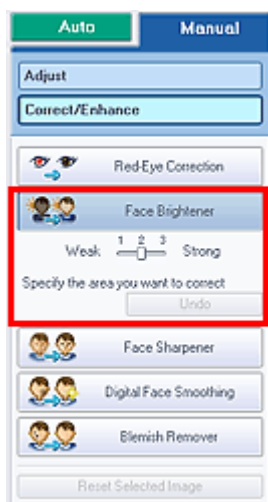 Auto Manual
Adjust
Correct/Enhance
Red-Eye Correction
Face Brightener
1 2 3
Weak Strong
Specify the area you want to correct
Undo
Face Sharpener
Digital Face Smoothing
Blemish Remover
Reset Selected Image